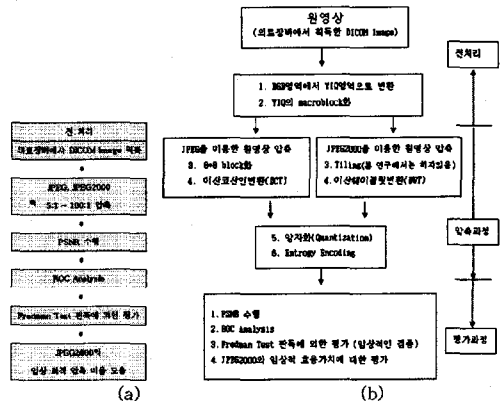 전 처리
의료장비에서 DICOM Image 획득
JPEG, JPEG2000
5:1 ~ 100:1 압축
PSNR 수행
ROC Analysis
Fredman Test 판독에 의한 평가
JPEG2000의
임상 최적 압축 비율 도출
(a)
원영상
(의료장비에서 획득한 DICOM Image)
1. RGB영역에서 YIQ영역으로 변환
2. YIQ의 macroblock화
JPEG을 이용한 원영상 압축
3. 8*8 block화
4. 이산코사인변환(DCT)
JPEG2000을 이용한 원영상 압축
3. Tiling(본 연구에서는 하지않음)
4. 이산웨이블릿변환(DWT)
5. 양자화(Quantization)
6. Entrogy Encoding
1. PSNR 수행
2. ROC Analysis
3. Fredman Test 판독에 의한 평가 (임상적인 검증)
4. JPEG2000의 임상적 효용가치에 대한 평가
(b)
전처리
압축과정
평가과정